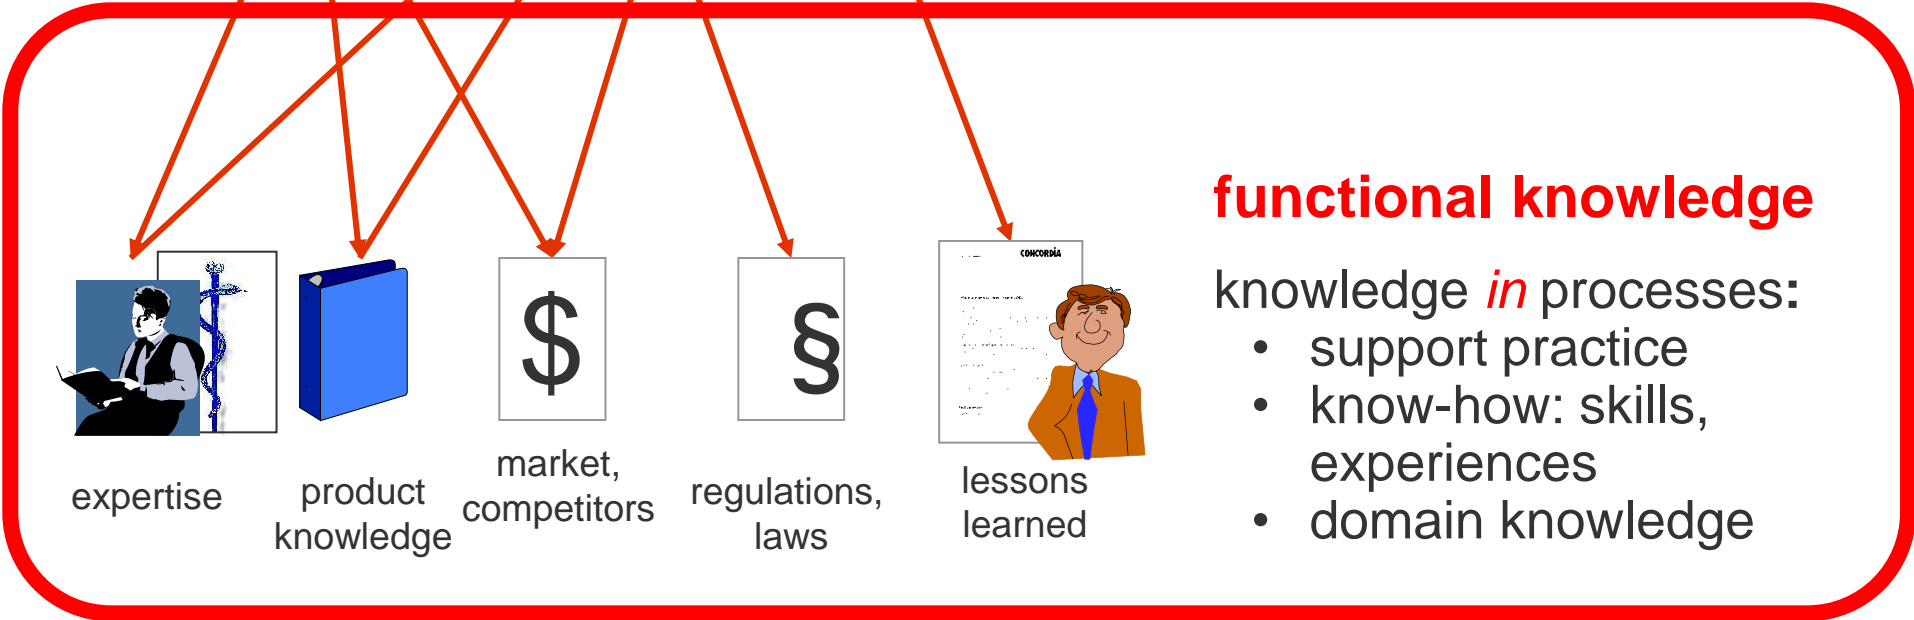 functional knowledge
knowledge in processes:
• support practice
• know-how: skills,
experiences
• domain knowledge
CONCORDIA
$
§
expertise
product
knowledge
market,
competitors
regulations,
laws
lessons
learned